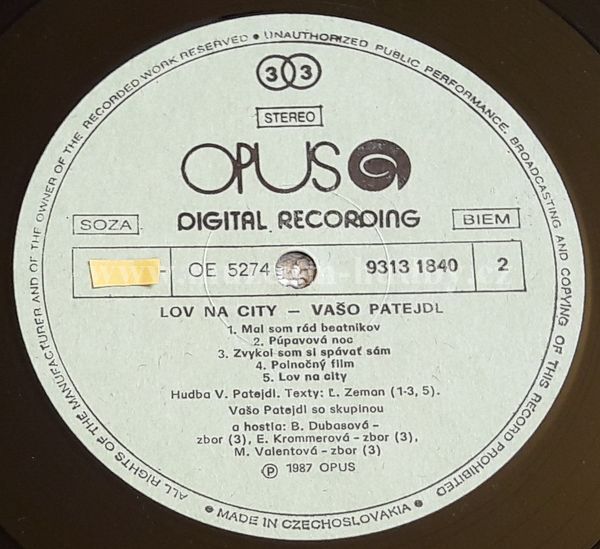 ALL RIGHTS OF THE MANUFACTURER AND OF THE OWNER OF THE RECORDED WORK RESERVED • UNAUTHORIZED PUBLIC PERFORMANCE, BROADCASTING AND COPYING OF THIS RECORD PROHIBITED
• MADE IN CZECHOSLOVAKIA •
33
STEREO
OPUS
SOZA DIGITAL RECORDING BIEM
- OE 5274 9313 1840 2
LOV NA CITY – VAŠO PATEJDL
1. Mal som rád beatnikov
2. Púpavová noc
3. Zvykol som si spávať sám
4. Polnočný film
5. Lov na city
Hudba V. Patejdl. Texty: Ľ. Zeman (1-3, 5).
Vašo Patejdl so skupinou
a hostia: B. Dubasová -
zbor (3), E. Krommerová - zbor (3),
M. Valentová - zbor (3)
Ⓟ 1987 OPUS